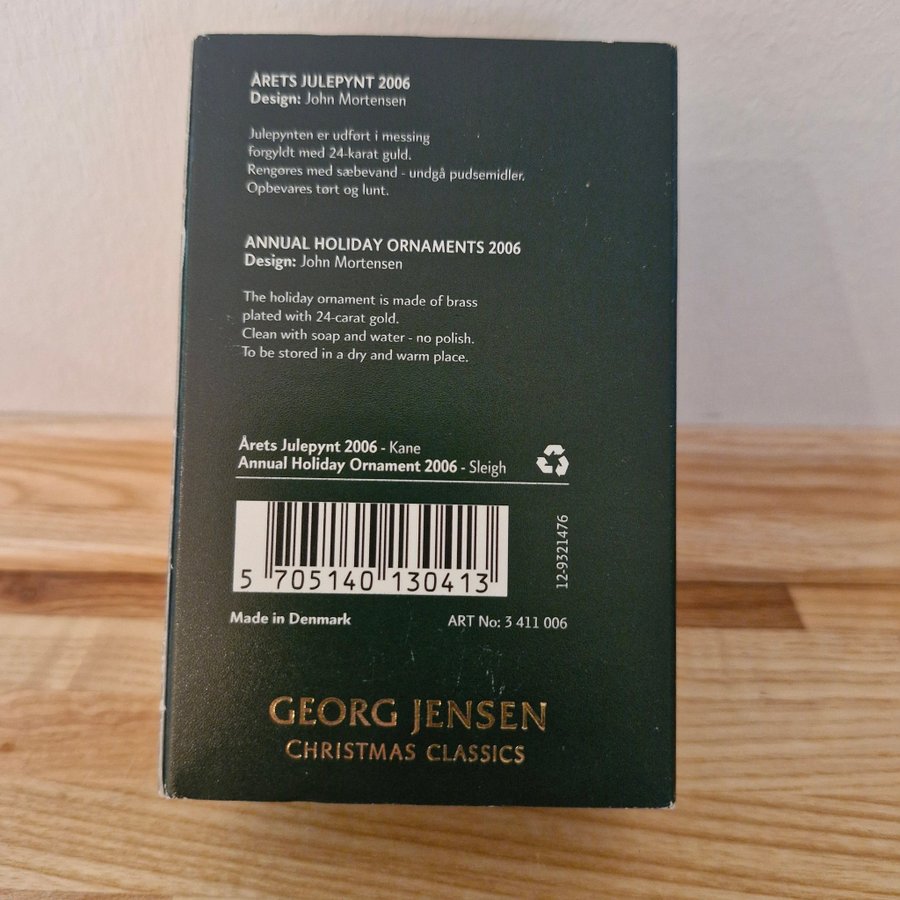 ÅRETS JULEPYNT 2006
Design: John Mortensen
Julepynten er udført i messing
forgyldt med 24-karat guld.
Rengøres med sæbevand - undgå pudsemidler.
Opbevares tørt og lunt.
ANNUAL HOLIDAY ORNAMENTS 2006
Design: John Mortensen
The holiday ornament is made of brass
plated with 24-carat gold.
Clean with soap and water - no polish.
To be stored in a dry and warm place.
Årets Julepynt 2006 - Kane
Annual Holiday Ornament 2006 - Sleigh
5 705140 130413
12-9321476
Made in Denmark
ART No: 3 411 006
GEORG JENSEN
CHRISTMAS CLASSICS